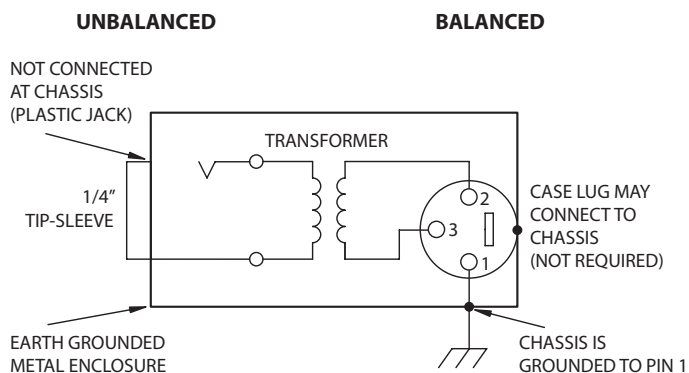 UNBALANCED
BALANCED
NOT CONNECTED
AT CHASSIS
(PLASTIC JACK)
TRANSFORMER
1/4”
TIP-SLEEVE
2
3
1
CASE LUG MAY
CONNECT TO
CHASSIS
(NOT REQUIRED)
EARTH GROUNDED
METAL ENCLOSURE
CHASSIS IS
GROUNDED TO PIN 1